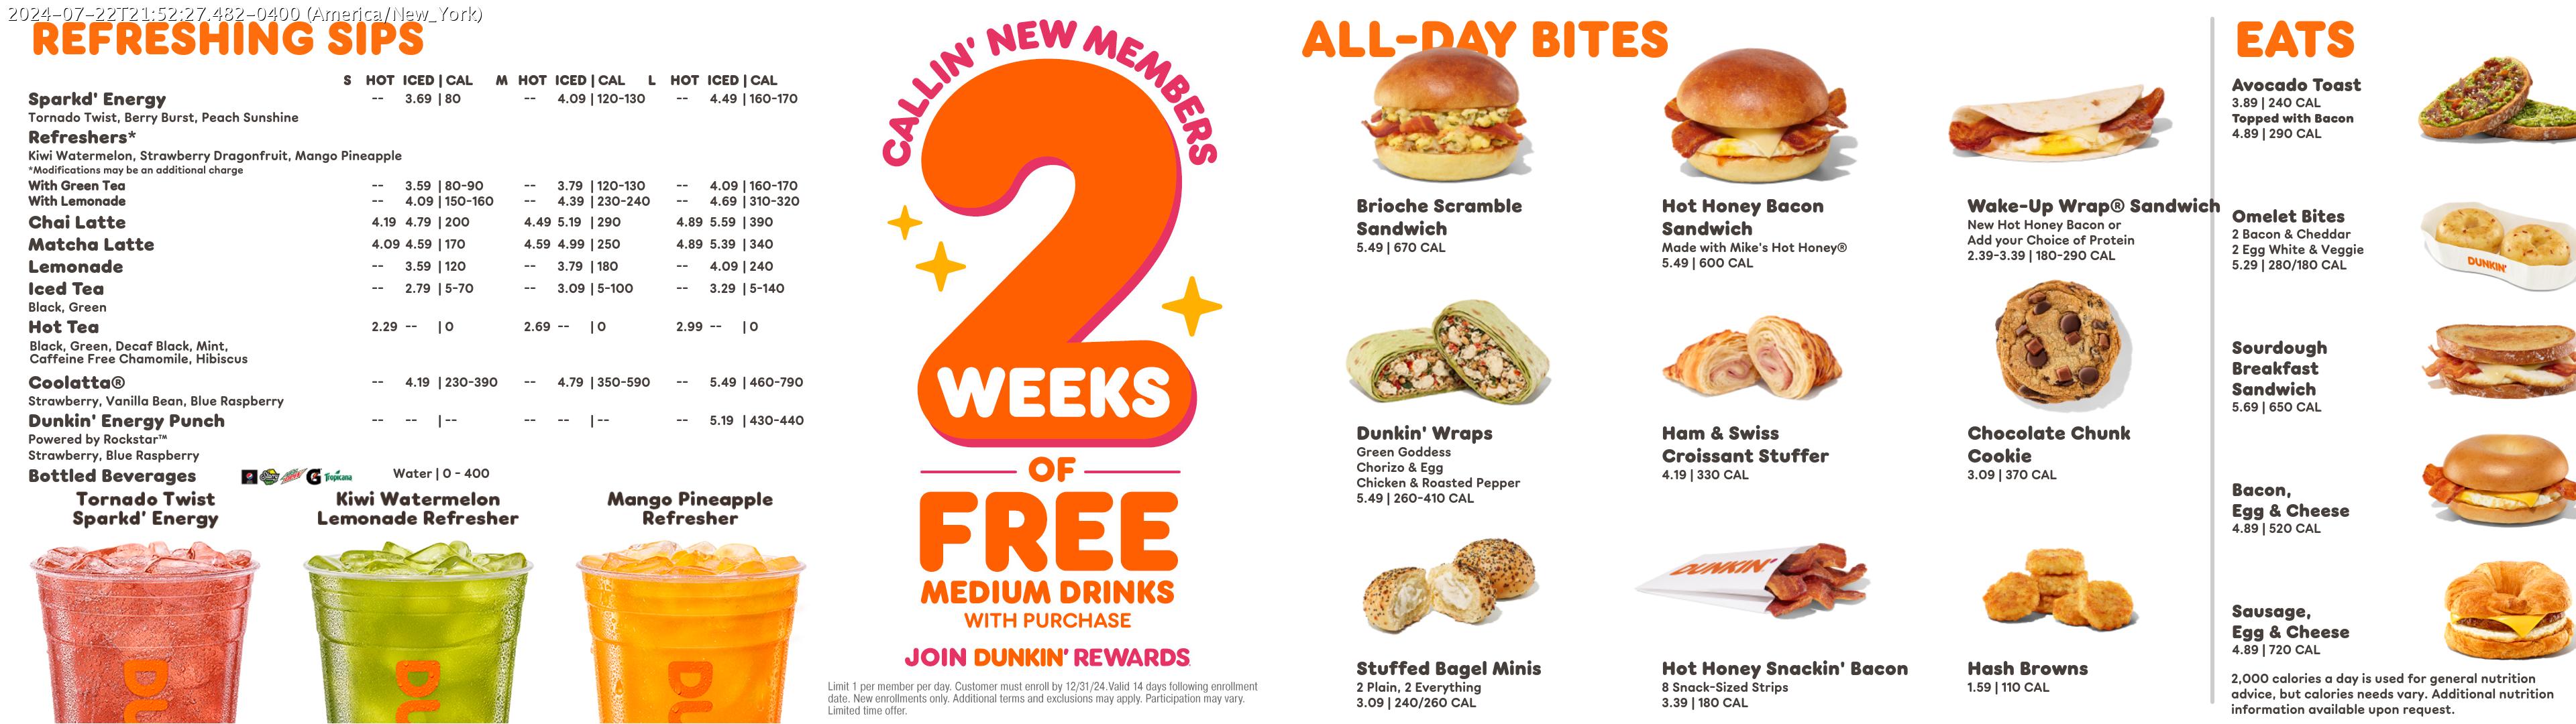 2024-07-22T21:52:27.482-0400 (America/New_York)
REFRESHING SIPS
S HOT ICED | CAL M HOT ICED | CAL L HOT ICED | CAL
Sparkd' Energy -- 3.69 | 80 -- 4.09 | 120-130 -- 4.49 | 160-170
Tornado Twist, Berry Burst, Peach Sunshine
Refreshers*
Kiwi Watermelon, Strawberry Dragonfruit, Mango Pineapple
*Modifications may be an additional charge
With Green Tea -- 3.59 | 80-90 -- 3.79 | 120-130 -- 4.09 | 160-170
With Lemonade -- 4.09 | 150-160 -- 4.39 | 230-240 -- 4.69 | 310-320
Chai Latte 4.19 4.79 | 200 4.49 5.19 | 290 4.89 5.59 | 390
Matcha Latte 4.09 4.59 | 170 4.59 4.99 | 250 4.89 5.39 | 340
Lemonade -- 3.59 | 120 -- 3.79 | 180 -- 4.09 | 240
Iced Tea -- 2.79 | 5-70 -- 3.09 | 5-100 -- 3.29 | 5-140
Black, Green
Hot Tea 2.29 -- | 0 2.69 -- | 0 2.99 -- | 0
Black, Green, Decaf Black, Mint,
Caffeine Free Chamomile, Hibiscus
Coolatta® -- 4.19 | 230-390 -- 4.79 | 350-590 -- 5.49 | 460-790
Strawberry, Vanilla Bean, Blue Raspberry
Dunkin' Energy Punch -- -- | -- -- -- | -- -- 5.19 | 430-440
Powered by Rockstar™
Strawberry, Blue Raspberry
Bottled Beverages G Tropicana Water | 0 - 400
Tornado Twist
Sparkd' Energy
Kiwi Watermelon
Lemonade Refresher
Mango Pineapple
Refresher
DU
DU
DU
CALLIN' NEW MEMBERS
2
WEEKS
OF
FREE
MEDIUM DRINKS
WITH PURCHASE
JOIN DUNKIN' REWARDS
Limit 1 per member per day. Customer must enroll by 12/31/24.Valid 14 days following enrollment
date. New enrollments only. Additional terms and exclusions may apply. Participation may vary.
Limited time offer.
ALL-DAY BITES
Brioche Scramble
Sandwich
5.49 | 670 CAL
Hot Honey Bacon
Sandwich
Made with Mike's Hot Honey®
5.49 | 600 CAL
Wake-Up Wrap® Sandwich
New Hot Honey Bacon or
Add your Choice of Protein
2.39-3.39 | 180-290 CAL
Dunkin' Wraps
Green Goddess
Chorizo & Egg
Chicken & Roasted Pepper
5.49 | 260-410 CAL
Ham & Swiss
Croissant Stuffer
4.19 | 330 CAL
Chocolate Chunk
Cookie
3.09 | 370 CAL
Stuffed Bagel Minis
2 Plain, 2 Everything
3.09 | 240/260 CAL
DUNKIN'
Hot Honey Snackin' Bacon
8 Snack-Sized Strips
3.39 | 180 CAL
Hash Browns
1.59 | 110 CAL
EATS
Avocado Toast
3.89 | 240 CAL
Topped with Bacon
4.89 | 290 CAL
Omelet Bites
2 Bacon & Cheddar
2 Egg White & Veggie
5.29 | 280/180 CAL
DUNKIN'
Sourdough
Breakfast
Sandwich
5.69 | 650 CAL
Bacon,
Egg & Cheese
4.89 | 520 CAL
Sausage,
Egg & Cheese
4.89 | 720 CAL
2,000 calories a day is used for general nutrition
advice, but calories needs vary. Additional nutrition
information available upon request.